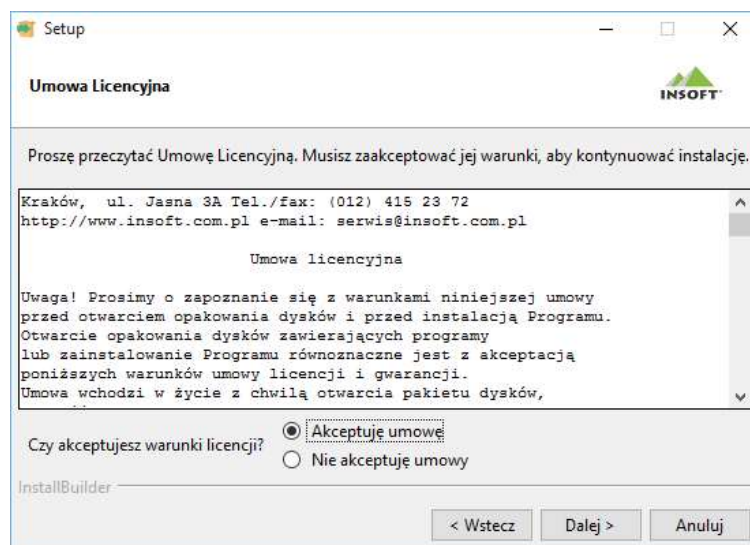 Setup
Umowa Licencyjna
INSOFT
Proszę przeczytać Umowę Licencyjną. Musisz zaakceptować jej warunki, aby kontynuować instalację.
Kraków, ul. Jasna 3A Tel./fax: (012) 415 23 72
http://www.insoft.com.pl e-mail: serwis@insoft.com.pl
Umowa licencyjna
Uwaga! Prosimy o zapoznanie się z warunkami niniejszej umowy
przed otwarciem opakowania dysków i przed instalacją Programu.
Otwarcie opakowania dysków zawierających programy
lub zainstalowanie Programu równoznaczne jest z akceptacją
poniższych warunków umowy licencji i gwarancji.
Umowa wchodzi w życie z chwilą otwarcia pakietu dysków,
Czy akceptujesz warunki licencji?
Akceptuję umowę
Nie akceptuję umowy
InstallBuilder
< Wstecz
Dalej >
Anuluj